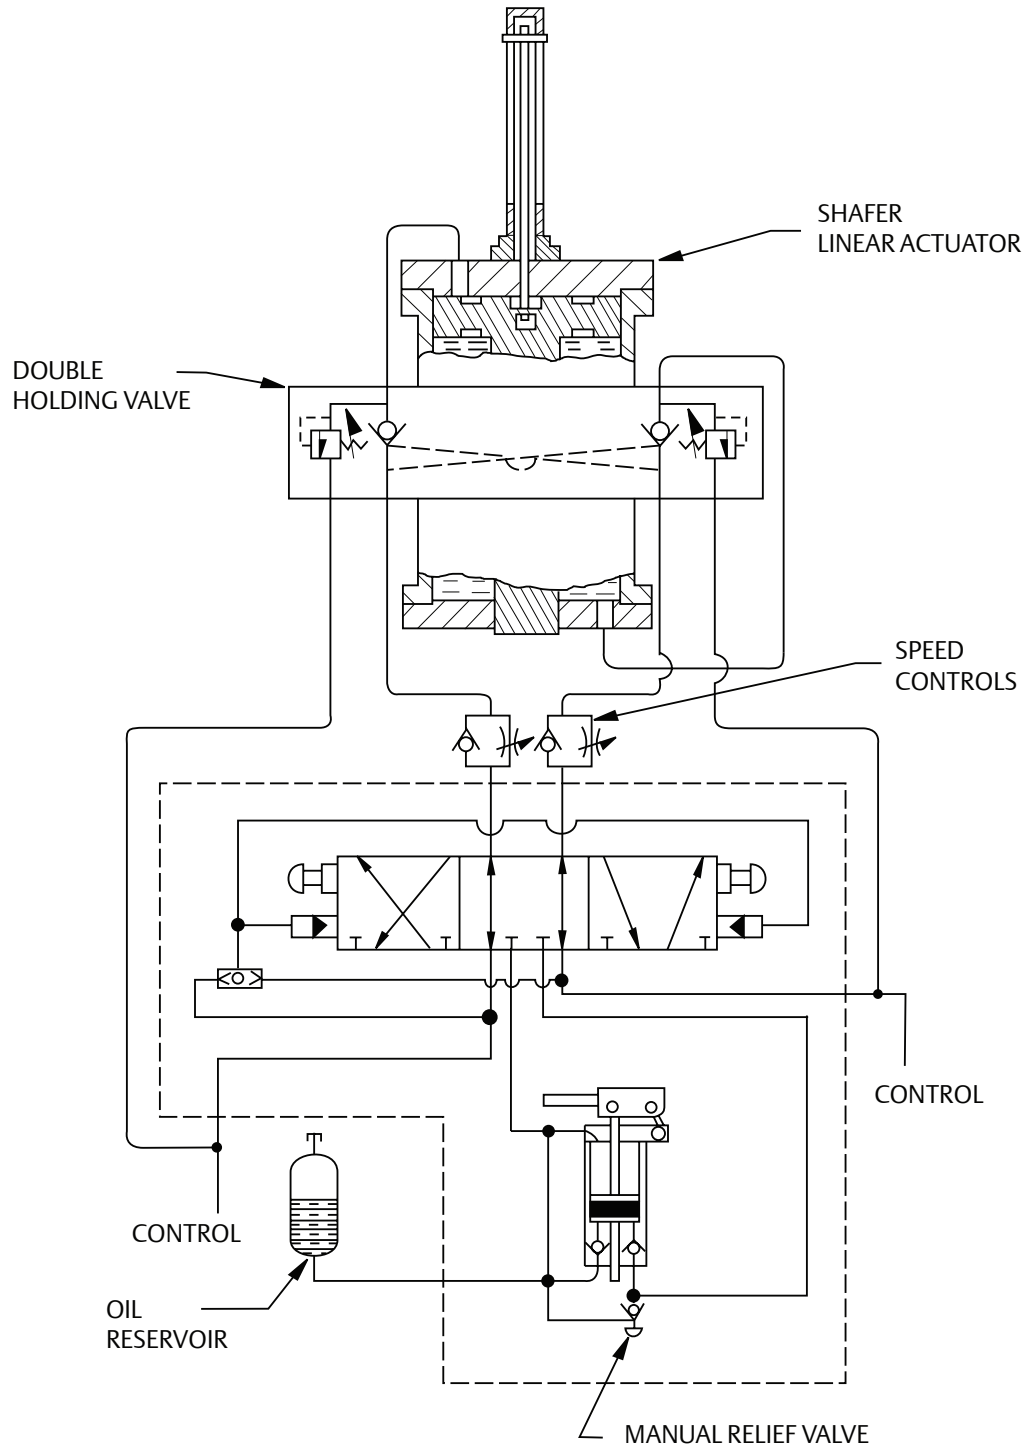 SHAFER
LINEAR ACTUATOR
DOUBLE
HOLDING VALVE
SPEED
CONTROLS
CONTROL
CONTROL
OIL
RESERVOIR
MANUAL RELIEF VALVE